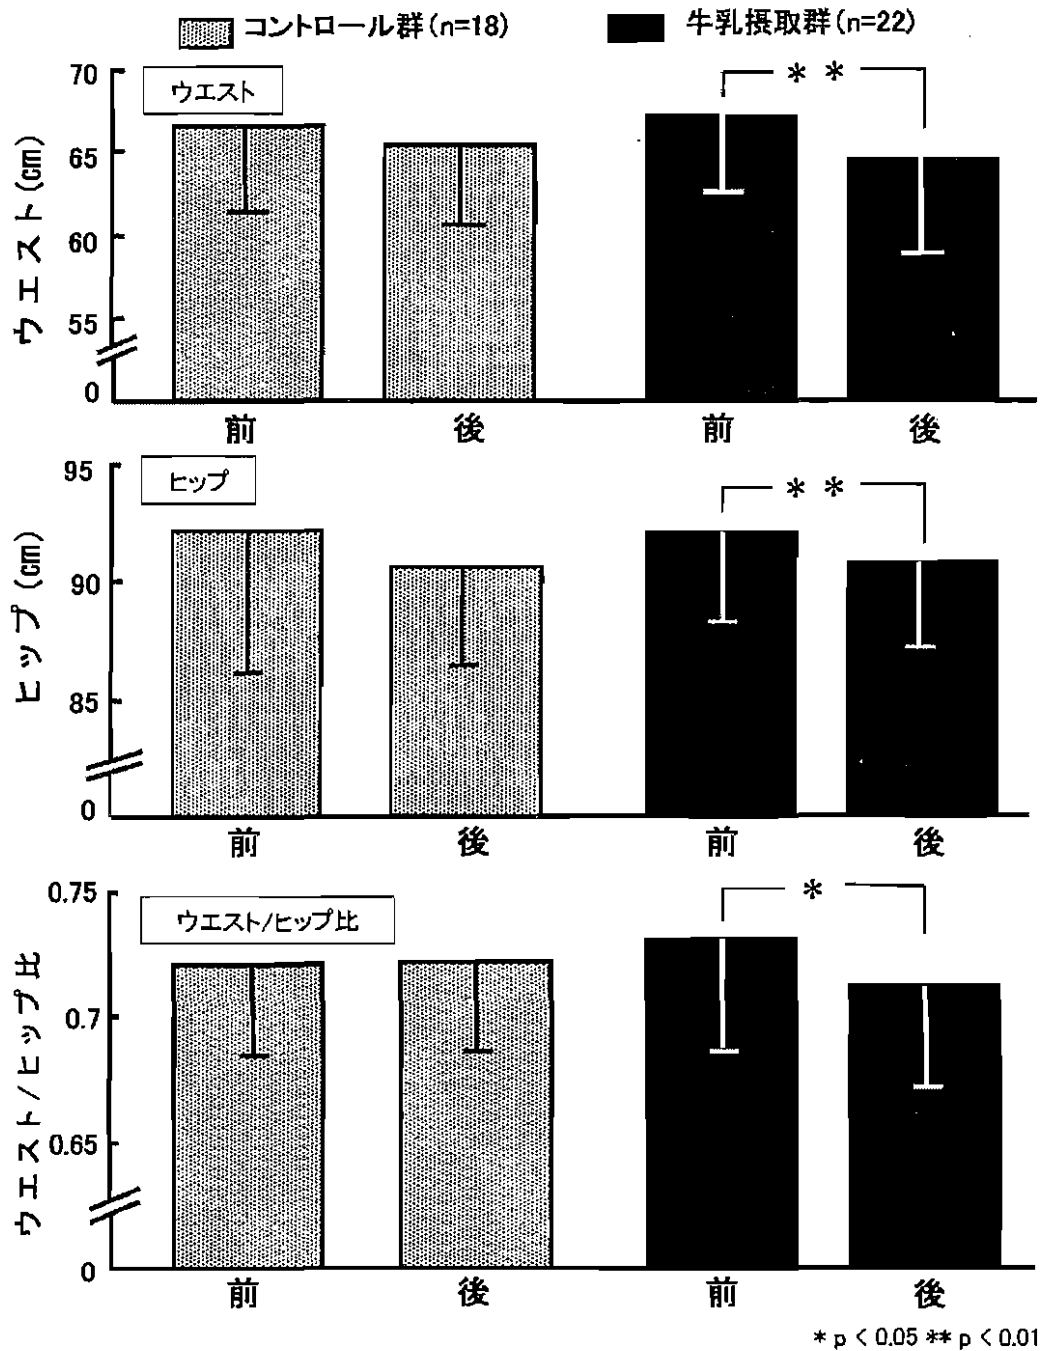 コントロール群(n=18) 牛乳摂取群(n=22)
ウエスト
ウエスト(cm)
70
65
60
55
0
* *
前 後 前 後
ヒップ
ヒップ(cm)
95
90
85
0
* *
前 後 前 後
ウエスト/ヒップ比
ウエスト/ヒップ比
0.75
0.7
0.65
0
*
前 後 前 後
* p < 0.05 ** p < 0.01